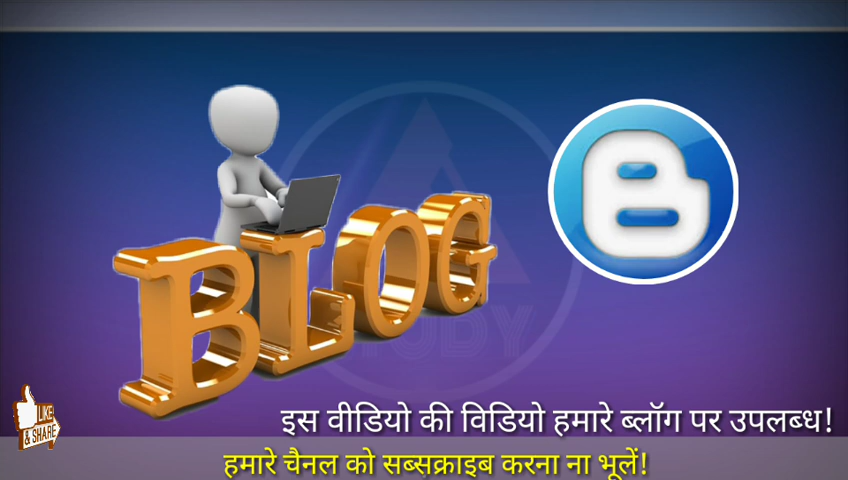 BLOG
LIKE
& SHARE
इस वीडियो की विडियो हमारे ब्लॉग पर उपलब्ध!
हमारे चैनल को सब्सक्राइब करना ना भूलें!